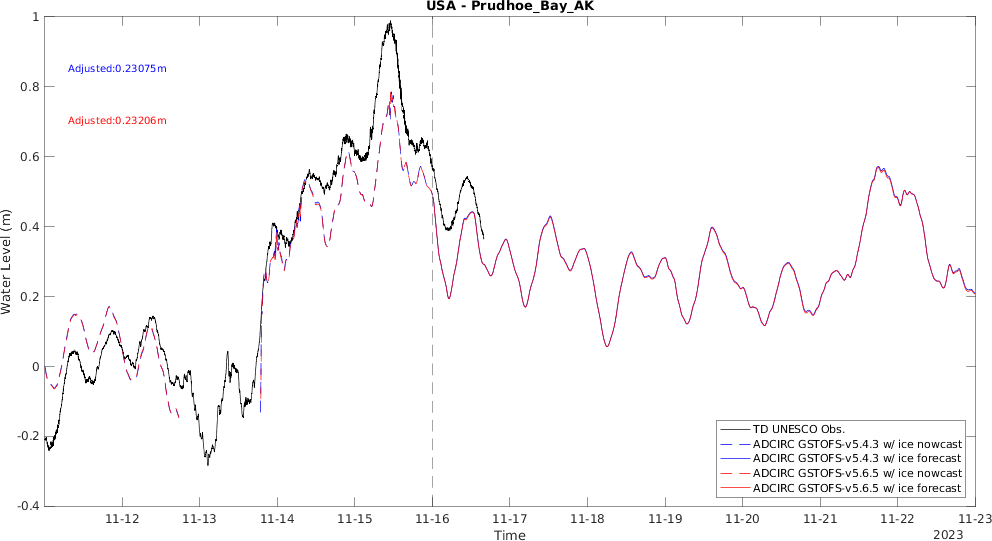 USA - Prudhoe_Bay_AK
1
0.8
0.6
0.4
0.2
0
-0.2
-0.4
Water Level (m)
Adjusted:0.23075m
Adjusted:0.23206m
TD UNESCO Obs.
ADCIRC GSTOFS-v5.4.3 w/ ice nowcast
ADCIRC GSTOFS-v5.4.3 w/ ice forecast
ADCIRC GSTOFS-v5.6.5 w/ ice nowcast
ADCIRC GSTOFS-v5.6.5 w/ ice forecast
11-12 11-13 11-14 11-15 11-16 11-17 11-18 11-19 11-20 11-21 11-22 11-23
Time
2023